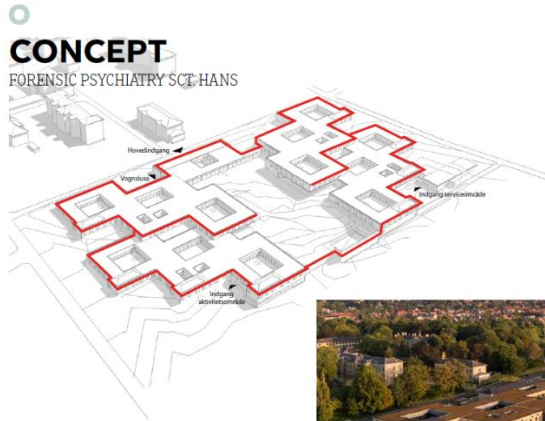 CONCEPT
FORENSIC PSYCHIATRY SCT. HANS
Hovedindgang
Vognsluse
Indgang serviceområde
Indgang
aktivitetsområde